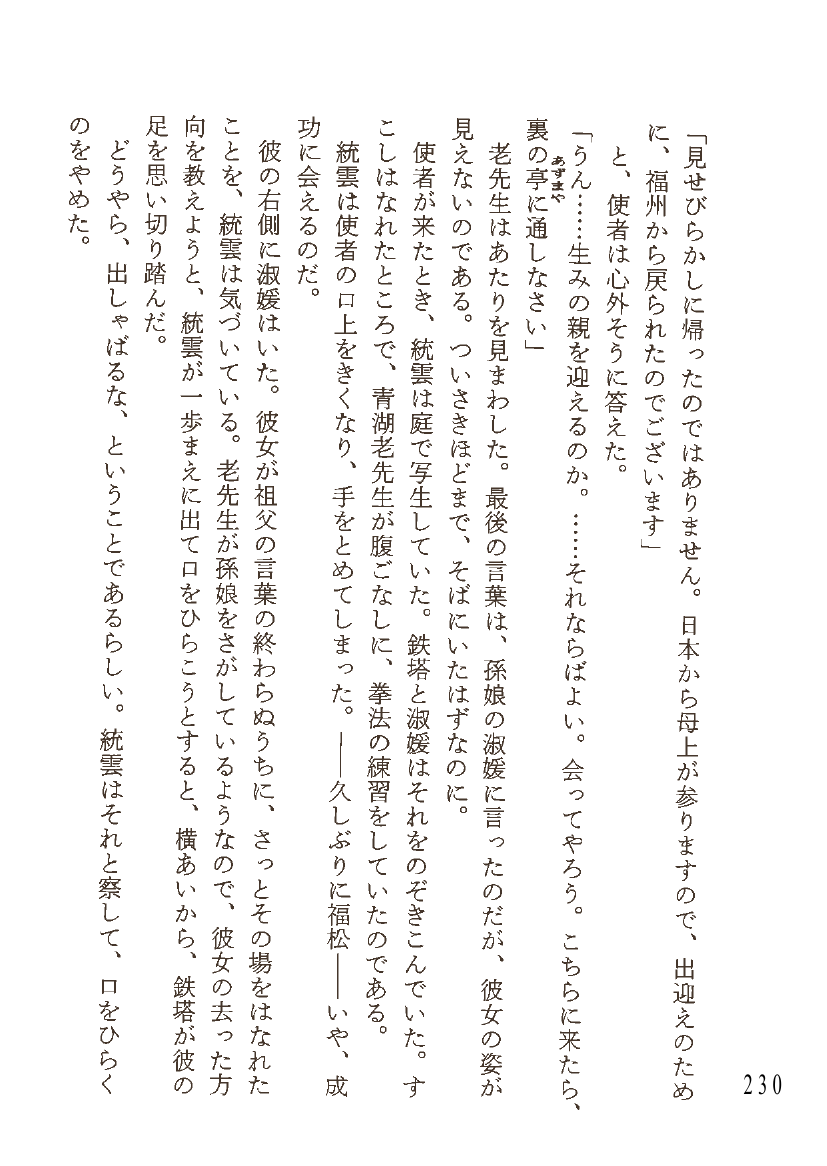 「見せびらかしに帰ったのではありません。日本から母上が参りますので、出迎えのため
に、福州から戻られたのでございます」
と、使者は心外そうに答えた。
「うん……生みの親を迎えるのか。……それならばよい。会ってやろう。こちらに来たら、
裏の亭に通しなさい」
あずまや
老先生はあたりを見まわした。最後の言葉は、孫娘の淑媛に言ったのだが、彼女の姿が
見えないのである。ついさきほどまで、そばにいたはずなのに。
使者が来たとき、統雲は庭で写生していた。鉄塔と淑媛はそれをのぞきこんでいた。す
こしはなれたところで、青湖老先生が腹ごなしに、拳法の練習をしていたのである。
統雲は使者の口上をきくなり、手をとめてしまった。――久しぶりに福松――いや、成
功に会えるのだ。
彼の右側に淑媛はいた。彼女が祖父の言葉の終わらぬうちに、さっとその場をはなれた
ことを、統雲は気づいている。老先生が孫娘をさがしているようなので、彼女の去った方
向を教えようと、統雲が一歩まえに出て口をひらこうとすると、横あいから、鉄塔が彼の
足を思い切り踏んだ。
どうやら、出しゃばるな、ということであるらしい。統雲はそれと察して、口をひらく
のをやめた。
230